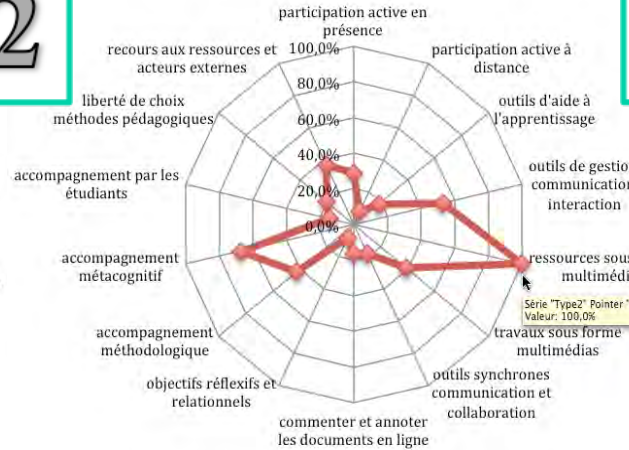 2
participation active en
présence
participation active à
distance
outils d'aide à
l'apprentissage
outils de gestion
communication
interaction
ressources sous
multimédi
Série "Type2" Pointer "
Valeur: 100,0%
travaux sous forme
multimédias
outils synchrones
communication et
collaboration
commenter et annoter
les documents en ligne
objectifs réflexifs et
relationnels
accompagnement
méthodologique
accompagnement
métacognitif
accompagnement par les
étudiants
liberté de choix
méthodes pédagogiques
recours aux ressources et
acteurs externes
100,0%
80,0%
60,0%
40,0%
20,0%
0,0%